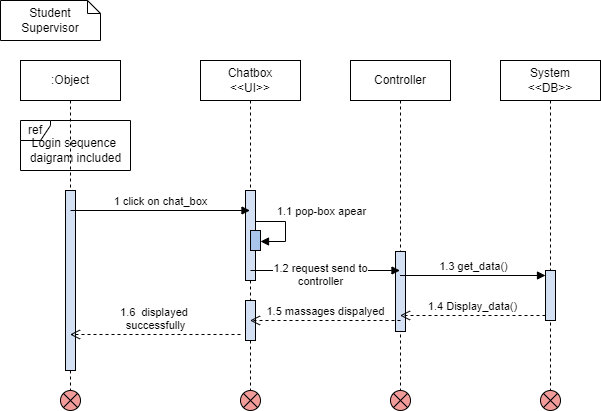 Student
Supervisor
:Object
Chatbox
<<UI>>
Controller
System
<<DB>>
ref
Login sequence
daigram included
1 click on chat_box
1.1 pop-box apear
1.2 request send to
controller
1.3 get_data()
1.4 Display_data()
1.5 massages dispalyed
1.6 displayed
successfully